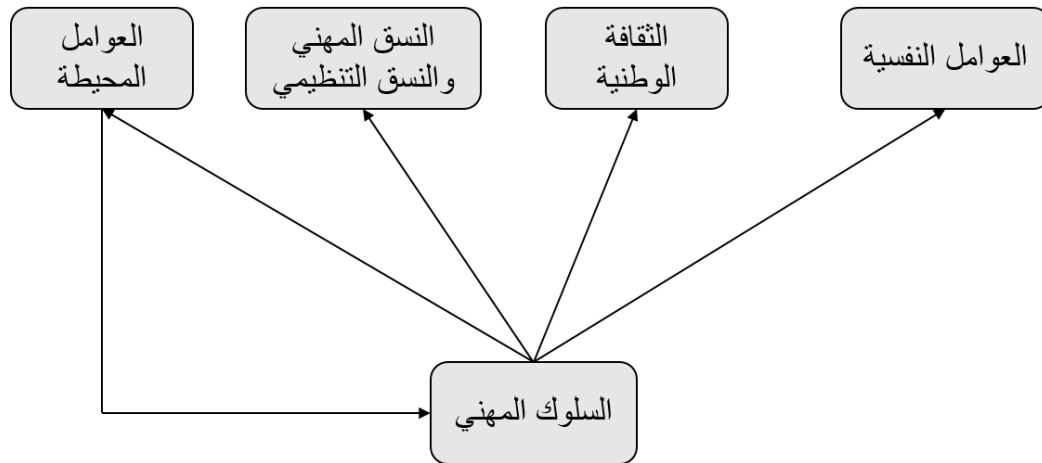 العوامل النفسية
الثقافة
الوطنية
النسق المهني
والنسق التنظيمي
العوامل
المحيطة
السلوك المهني